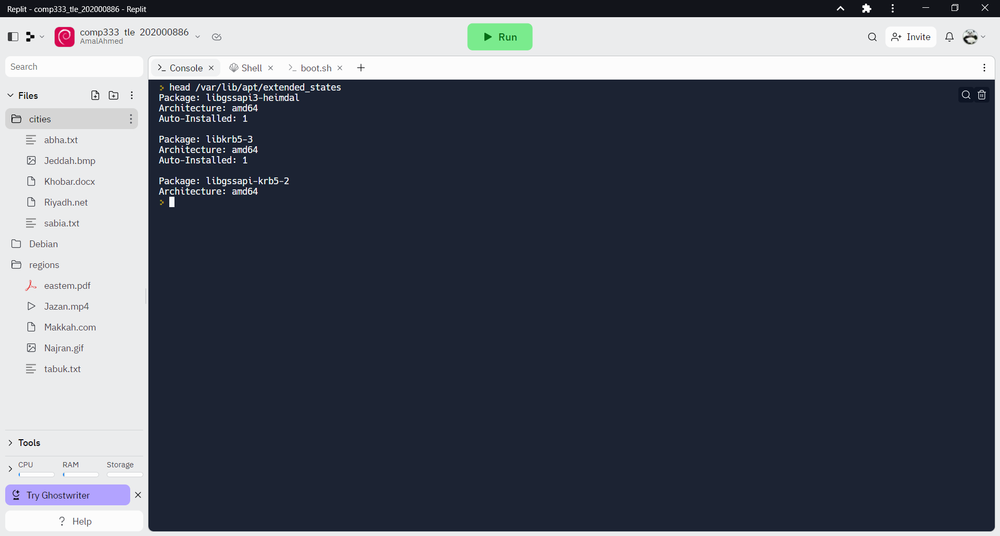 Replit - comp333_tle_202000886 - Replit
comp333 tle 202000886
AmalAhmed
Run
Invite
Search
Files
cities
abha.txt
Jeddah.bmp
Khobar.docx
Riyadh.net
sabia.txt
Debian
regions
eastem.pdf
Jazan.mp4
Makkah.com
Najran.gif
tabuk.txt
Tools
CPU RAM Storage
Try Ghostwriter
? Help
Console Shell boot.sh
> head /var/lib/apt/extended_states
Package: libgssapi3-heimdal
Architecture: amd64
Auto-Installed: 1
Package: libkrb5-3
Architecture: amd64
Auto-Installed: 1
Package: libgssapi-krb5-2
Architecture: amd64
>